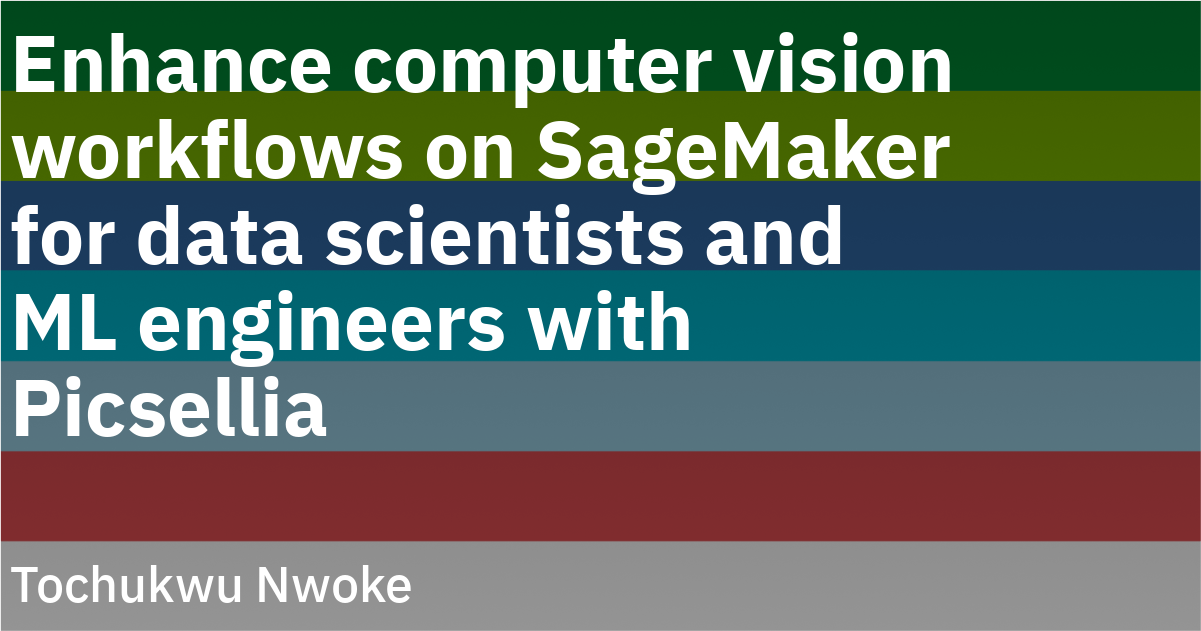 Enhance computer vision
workflows on SageMaker
for data scientists and
ML engineers with
Picsellia
Tochukwu Nwoke